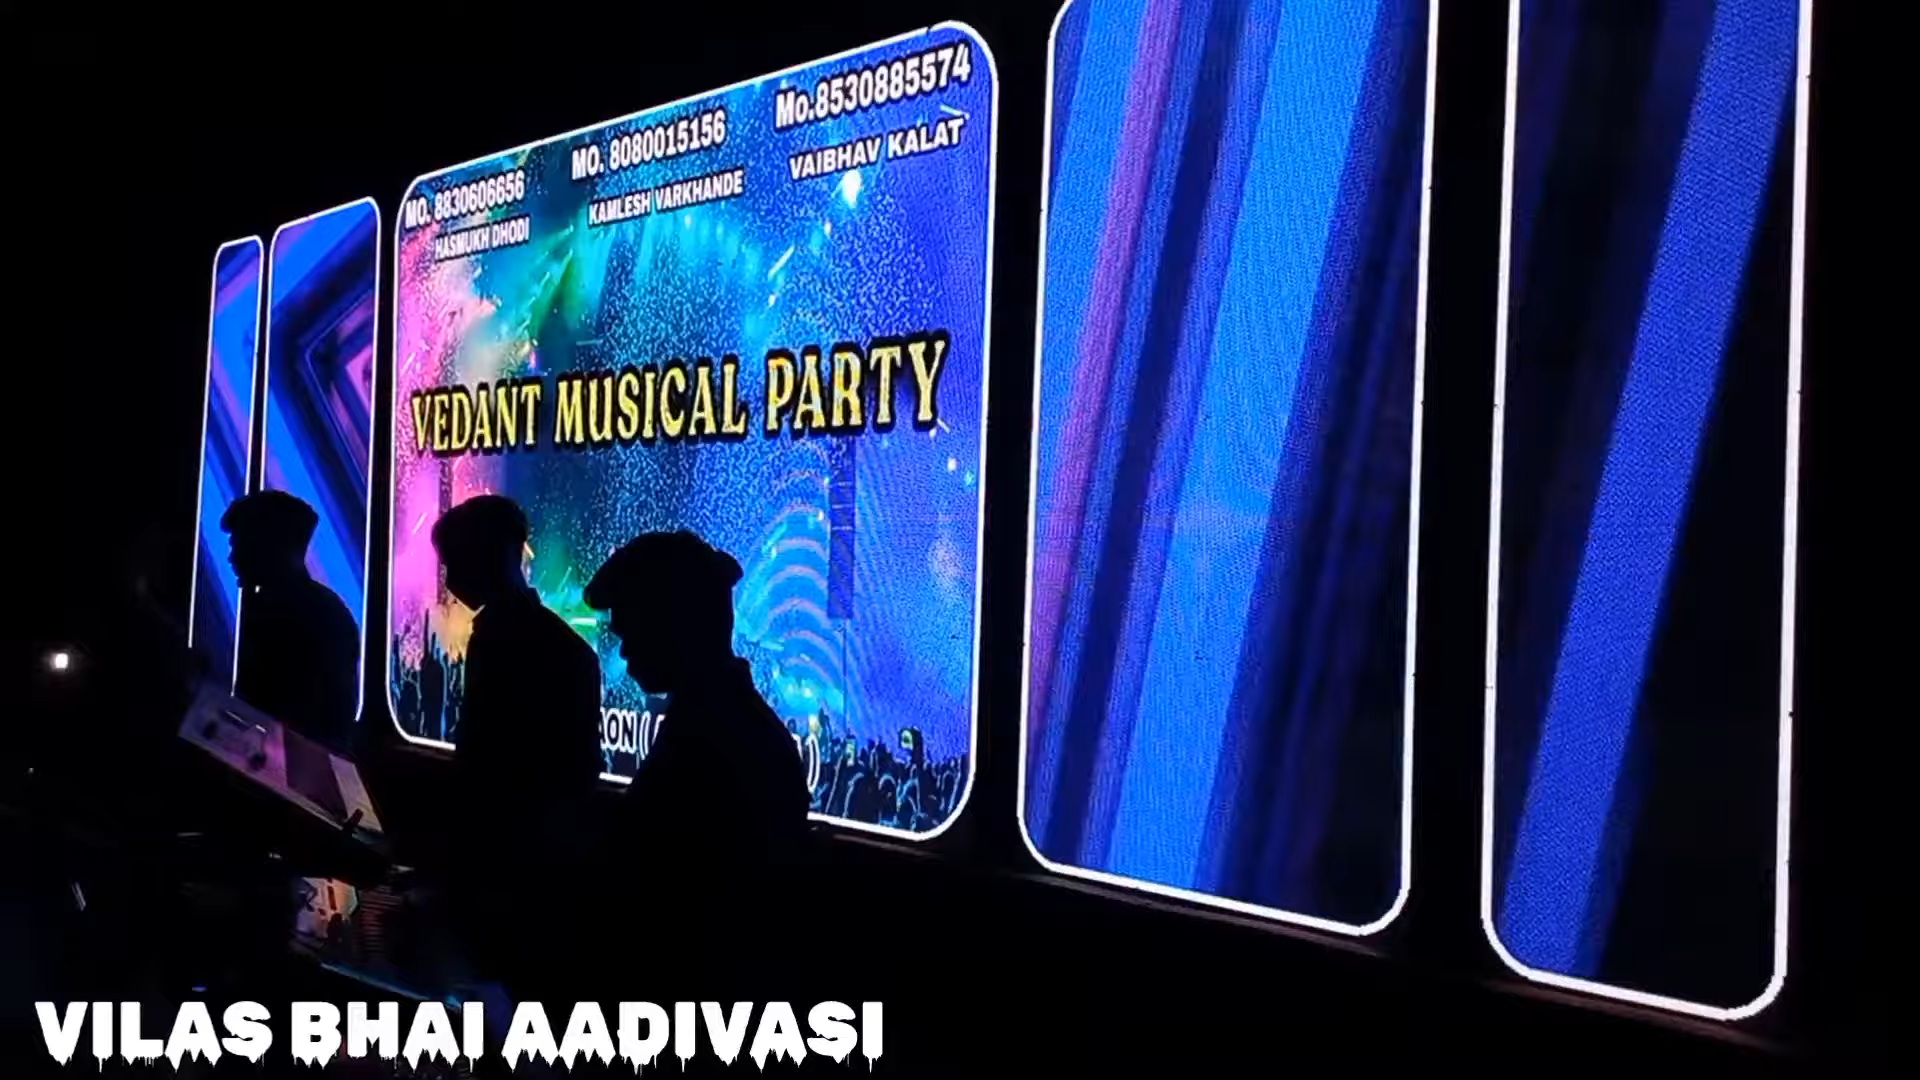 MO. 8830606656
HASMUKH DHODI
MO. 8080015156
KAMLESH VARKHANDE
Mo.8530885574
VAIBHAV KALAT
VEDANT MUSICAL PARTY
VILAS BHAI AADIVASI